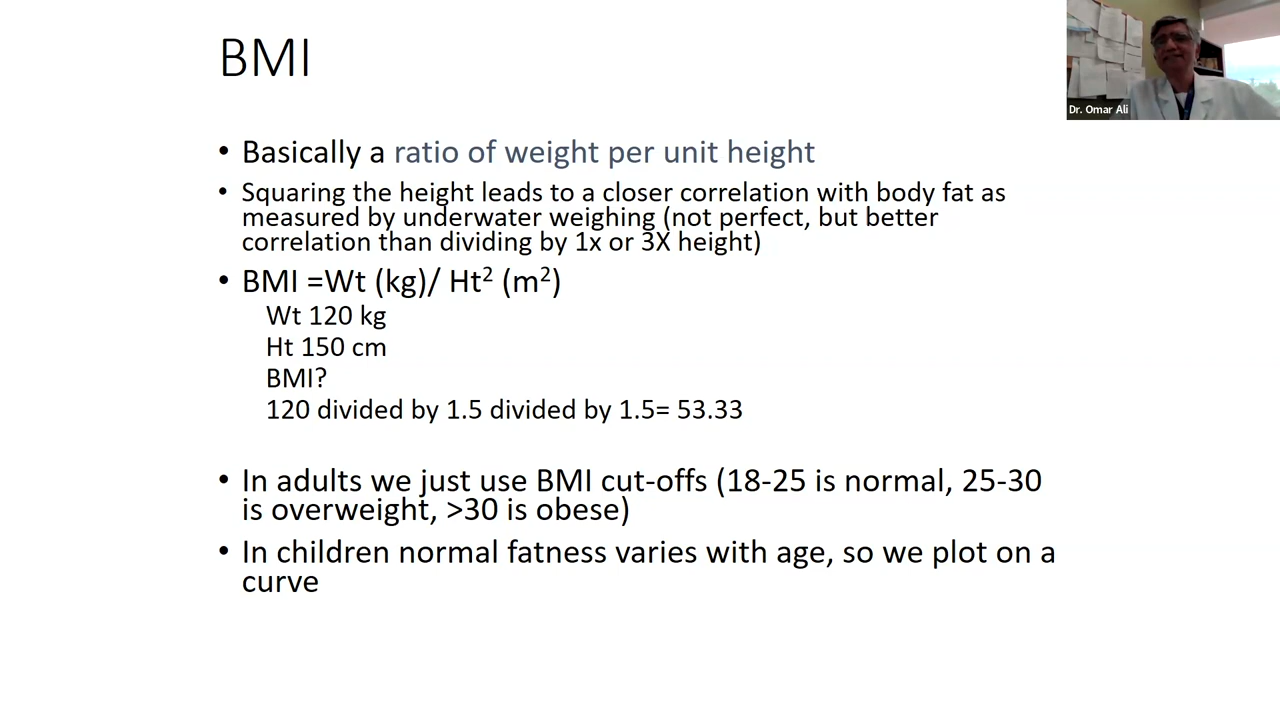 BMI
Dr. Omar Ali
• Basically a ratio of weight per unit height
• Squaring the height leads to a closer correlation with body fat as
measured by underwater weighing (not perfect, but better
correlation than dividing by 1x or 3X height)
• BMI =Wt (kg)/ Ht² (m²)
Wt 120 kg
Ht 150 cm
BMI?
120 divided by 1.5 divided by 1.5= 53.33
• In adults we just use BMI cut-offs (18-25 is normal, 25-30
is overweight, >30 is obese)
• In children normal fatness varies with age, so we plot on a
curve